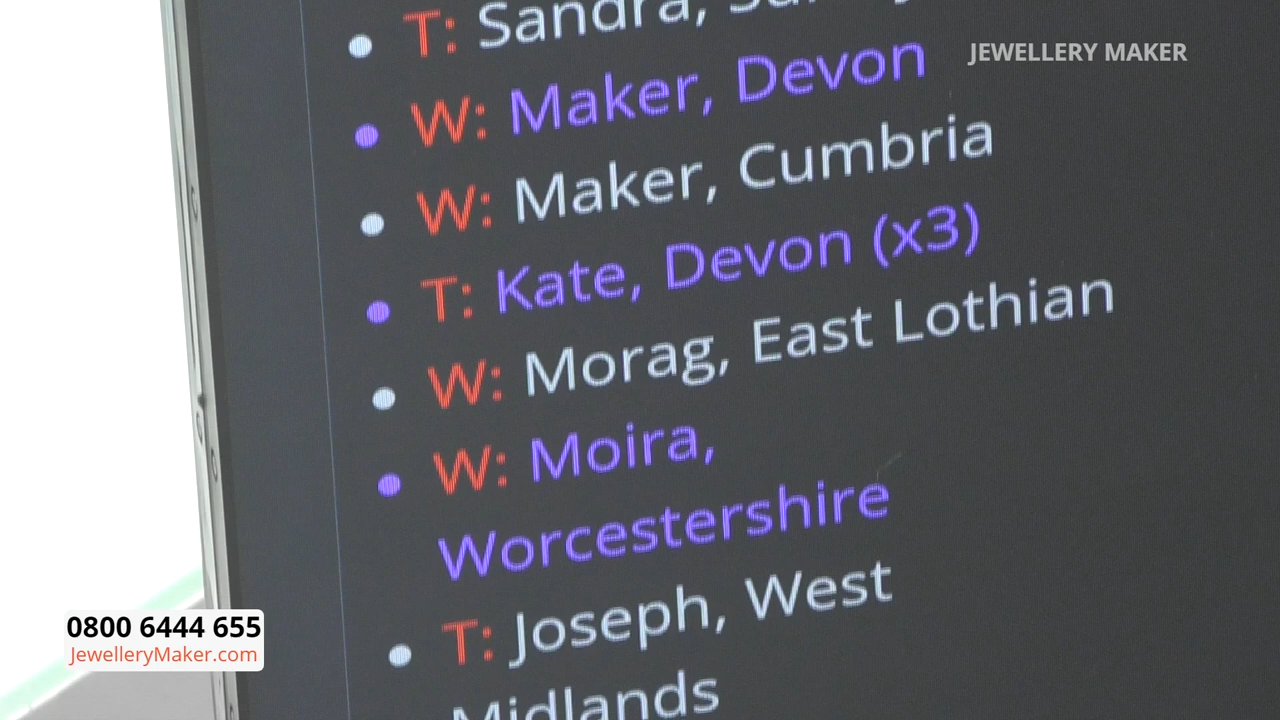 T: Sandra,
JEWELLERY MAKER
W: Maker, Devon
W: Maker, Cumbria
T: Kate, Devon (x3)
W: Morag, East Lothian
W: Moira,
Worcestershire
T: Joseph, West
Midlands
0800 6444 655
JewelleryMaker.com